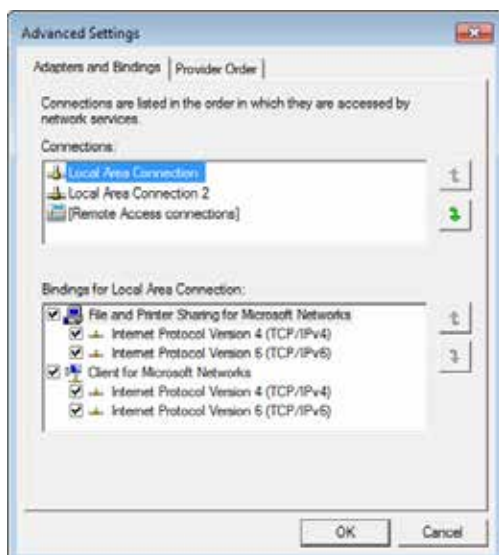 Advanced Settings
Adapters and Bindings
Provider Order
Connections are listed in the order in which they are accessed by
network services.
Connections:
Local Area Connection
Local Area Connection 2
[Remote Access connections]
Bindings for Local Area Connection:
File and Printer Sharing for Microsoft Networks
Internet Protocol Version 4 (TCP/IPv4)
Internet Protocol Version 6 (TCP/IPv6)
Client for Microsoft Networks
Internet Protocol Version 4 (TCP/IPv4)
Internet Protocol Version 6 (TCP/IPv6)
OK
Cancel